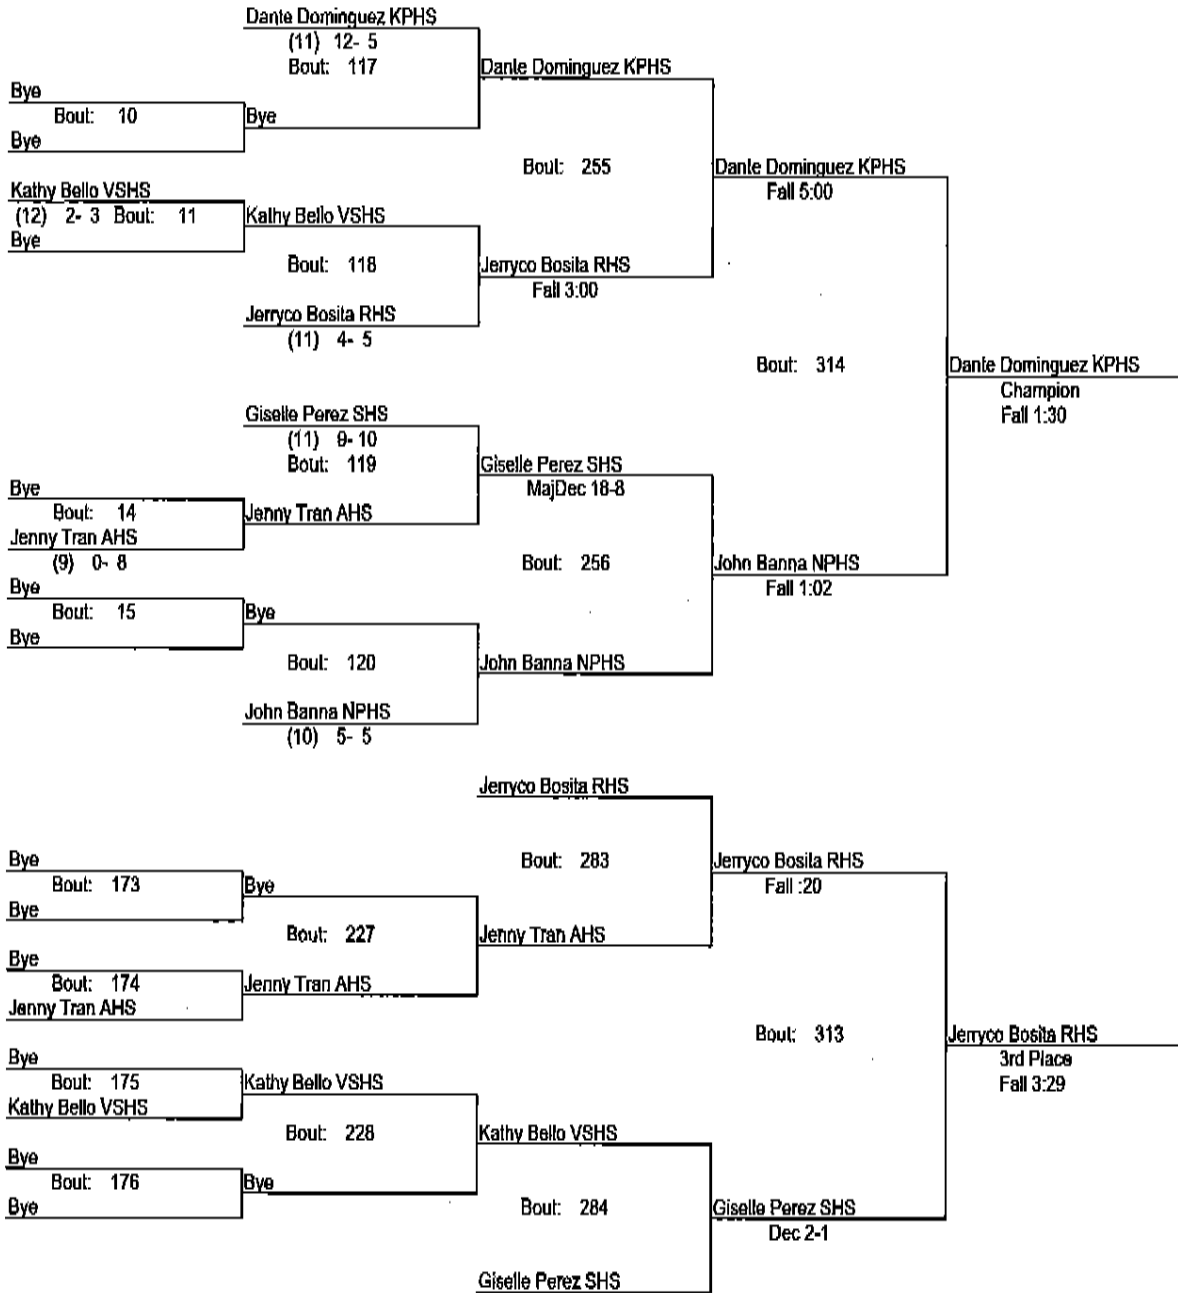 Dante Dominguez KPHS
(11) 12- 5
Bout: 117
Dante Dominguez KPHS
Bye
Bout: 10
Bye
Bye
Bout: 255
Dante Dominguez KPHS
Fall 5:00
Kathy Bello VSHS
(12) 2- 3 Bout: 11
Kathy Bello VSHS
Bye
Bout: 118
Jerryco Bosita RHS
Fall 3:00
Jerryco Bosita RHS
(11) 4- 5
Bout: 314
Dante Dominguez KPHS
Champion
Fall 1:30
Giselle Perez SHS
(11) 9- 10
Bout: 119
Giselle Perez SHS
MajDec 18-8
Bye
Bout: 14
Jenny Tran AHS
Jenny Tran AHS
(9) 0- 8
Bout: 256
John Banna NPHS
Fall 1:02
Bye
Bout: 15
Bye
Bye
Bout: 120
John Banna NPHS
John Banna NPHS
(10) 5- 5
Jerryco Bosita RHS
Bye
Bout: 173
Bye
Bye
Bout: 283
Jerryco Bosita RHS
Fall :20
Bout: 227
Jenny Tran AHS
Bye
Bout: 174
Jenny Tran AHS
Jenny Tran AHS
Bout: 313
Jerryco Bosita RHS
3rd Place
Fall 3:29
Bye
Bout: 175
Kathy Bello VSHS
Kathy Bello VSHS
Bout: 228
Kathy Bello VSHS
Bye
Bout: 176
Bye
Bye
Bout: 284
Giselle Perez SHS
Dec 2-1
Giselle Perez SHS